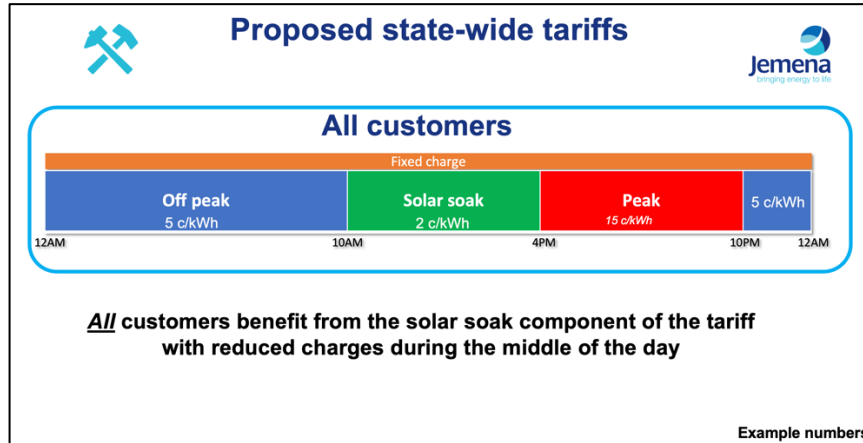 Proposed state-wide tariffs
Jemena
bringing energy to life
All customers
Fixed charge
Off peak
5 c/kWh
Solar soak
2 c/kWh
Peak
15 c/kWh
5 c/kWh
12AM 10AM 4PM 10PM 12AM
All customers benefit from the solar soak component of the tariff
with reduced charges during the middle of the day
Example numbers